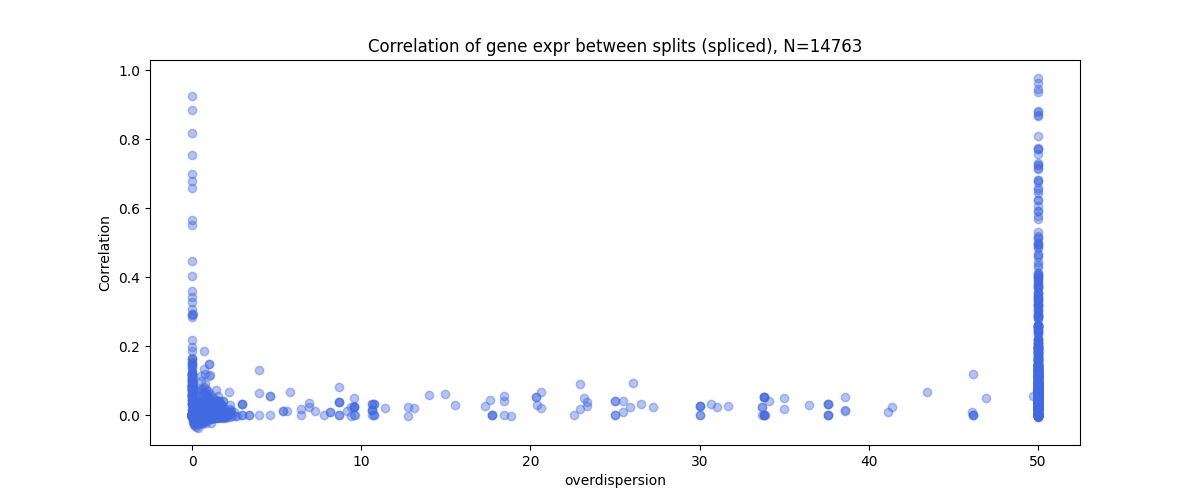 Correlation of gene expr between splits (spliced), N=14763
1.0
0.8
0.6
0.4
0.2
0.0
Correlation
0 10 20 30 40 50
overdispersion